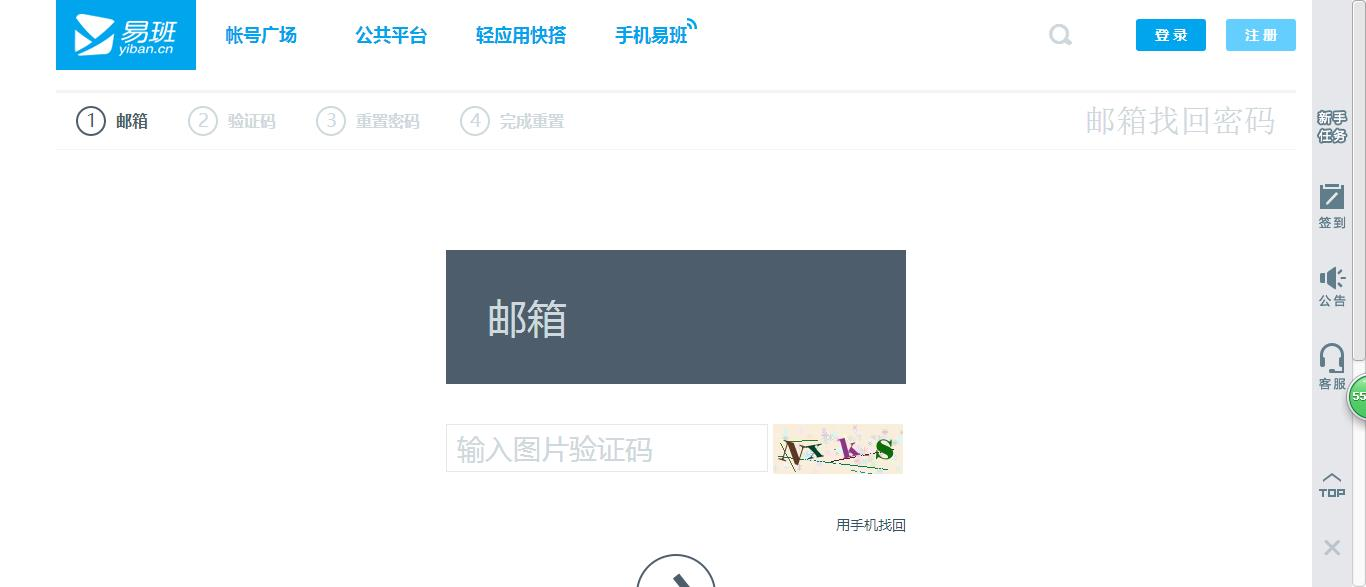 易班
yiban.cn
帐号广场
公共平台
轻应用快搭
手机易班
登录
注册
1 邮箱
2 验证码
3 重置密码
4 完成重置
邮箱找回密码
新手
任务
签到
公告
客服
55
邮箱
输入图片验证码
NxkS
用手机找回
TOP